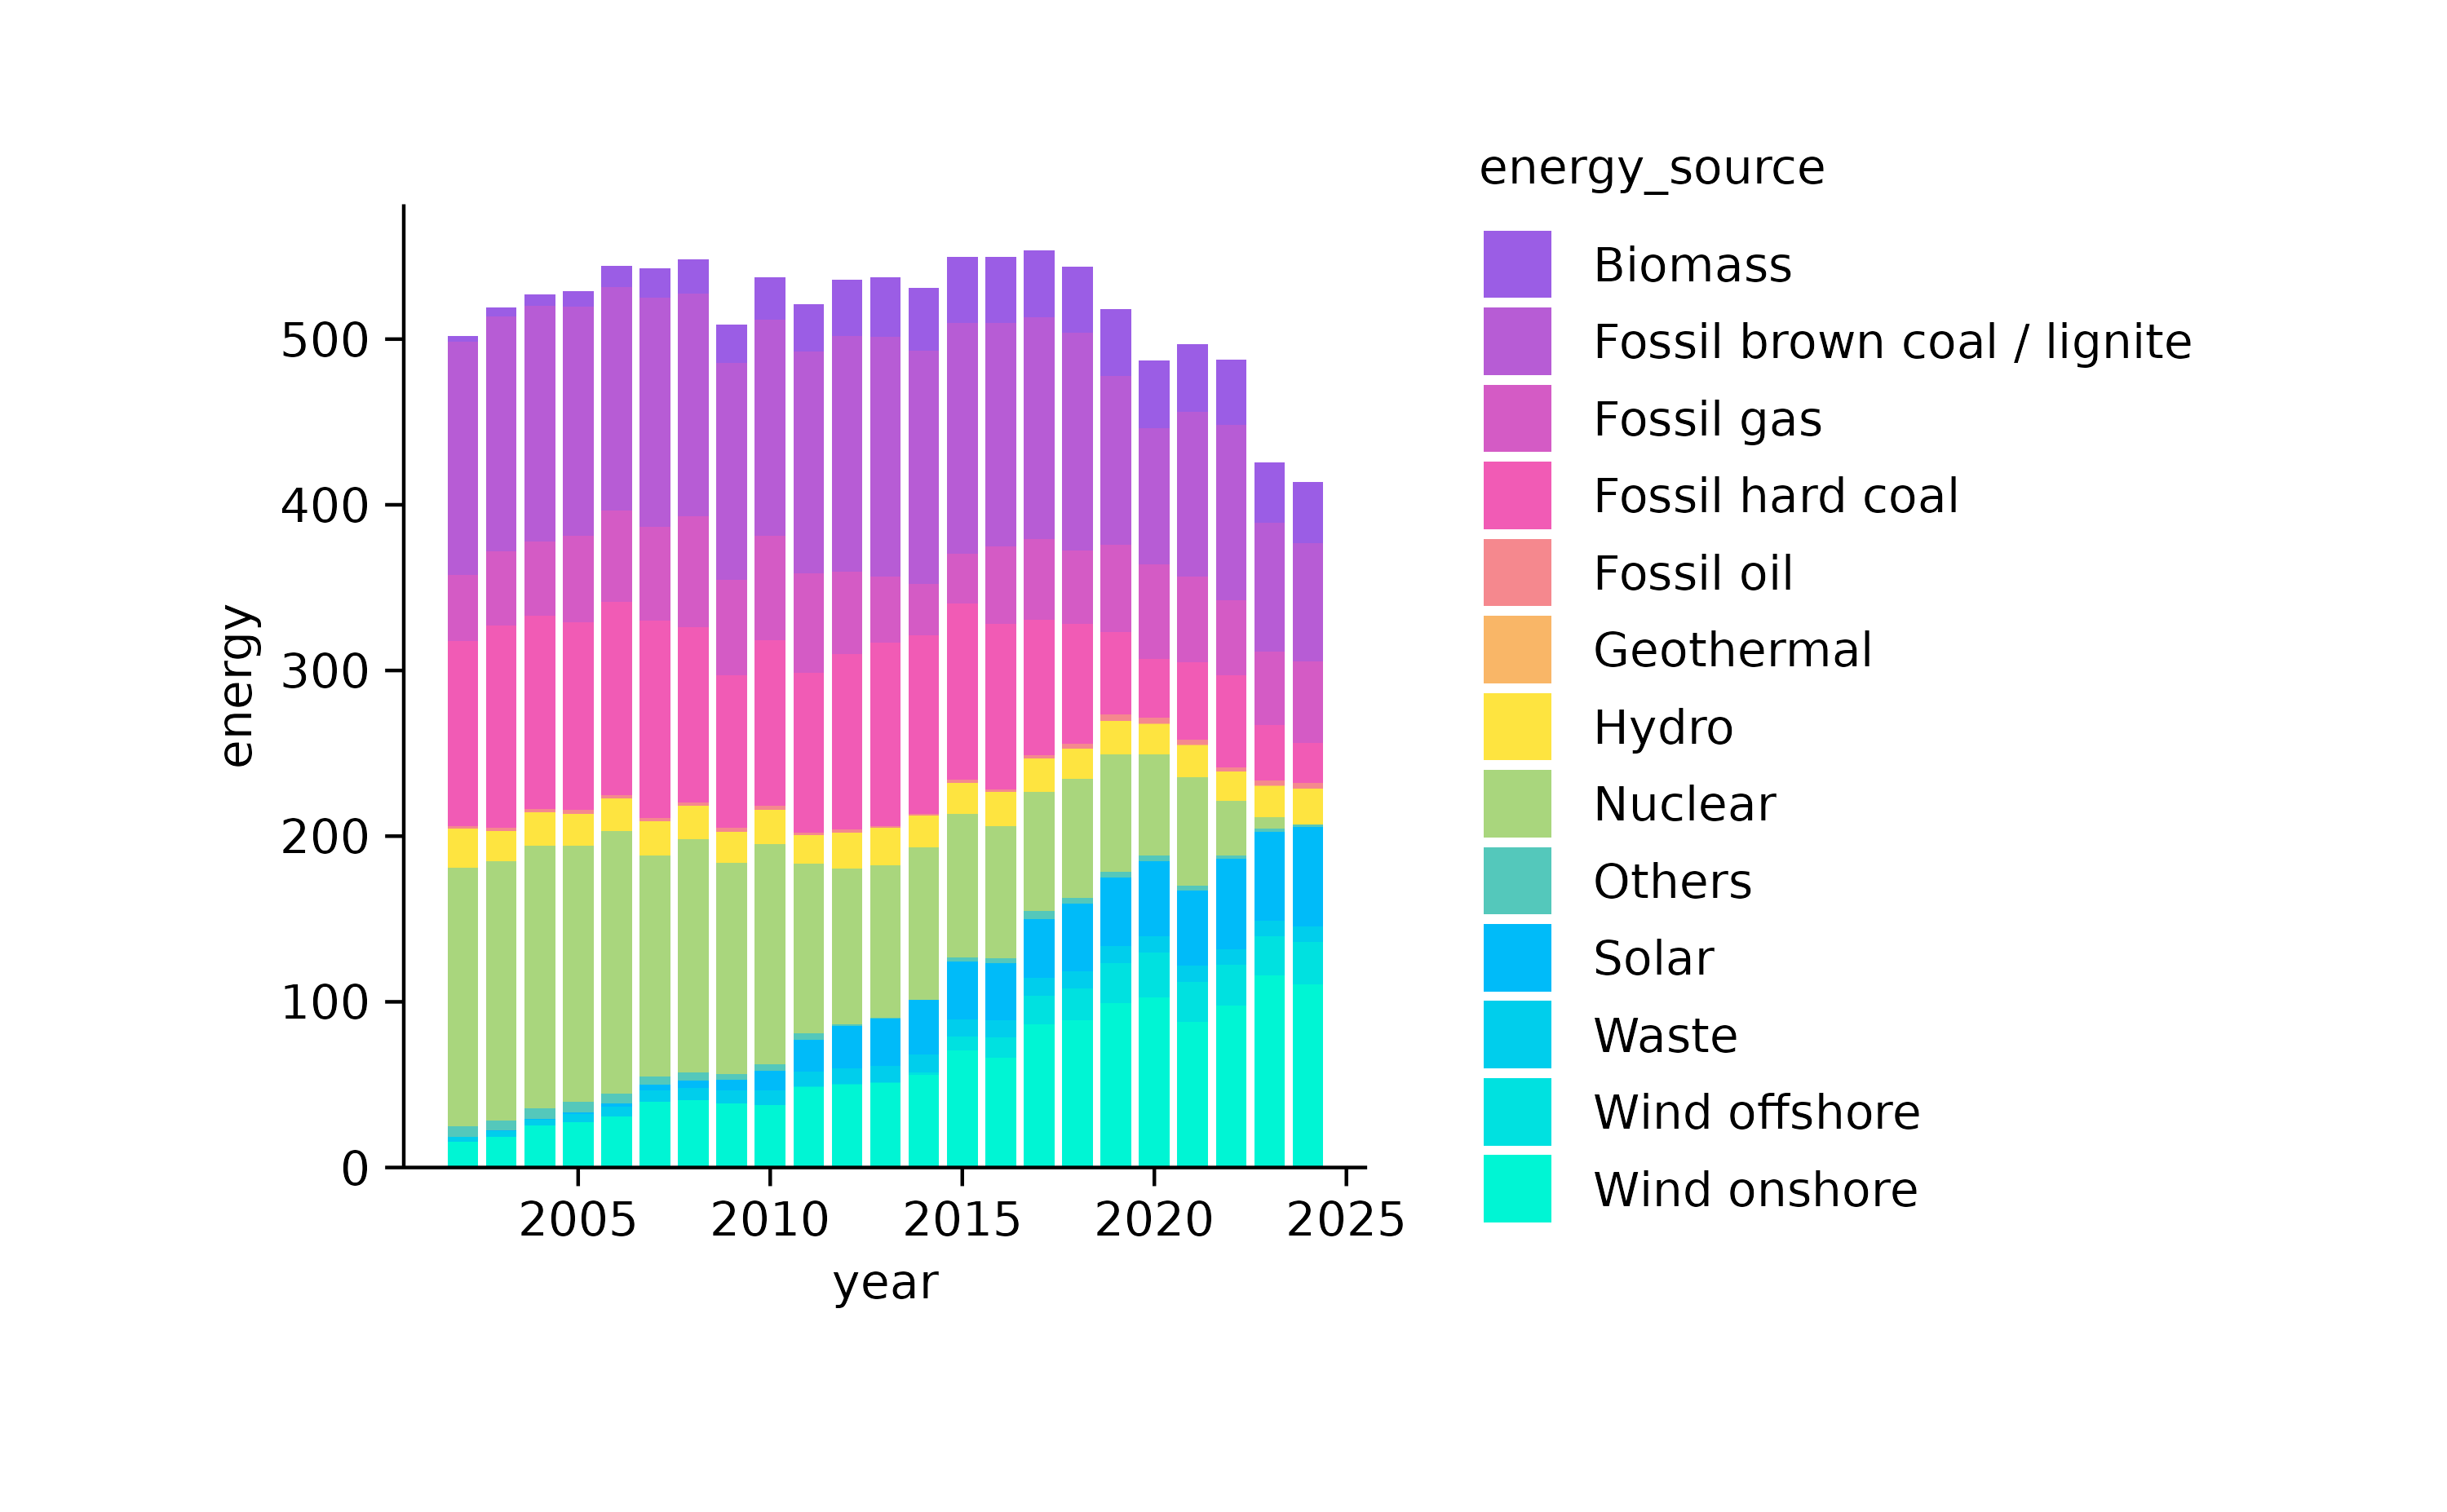 energy_source
Biomass
Fossil brown coal / lignite
Fossil gas
Fossil hard coal
Fossil oil
Geothermal
Hydro
Nuclear
Others
Solar
Waste
Wind offshore
Wind onshore
energy
500
400
300
200
100
0
2005 2010 2015 2020 2025
year